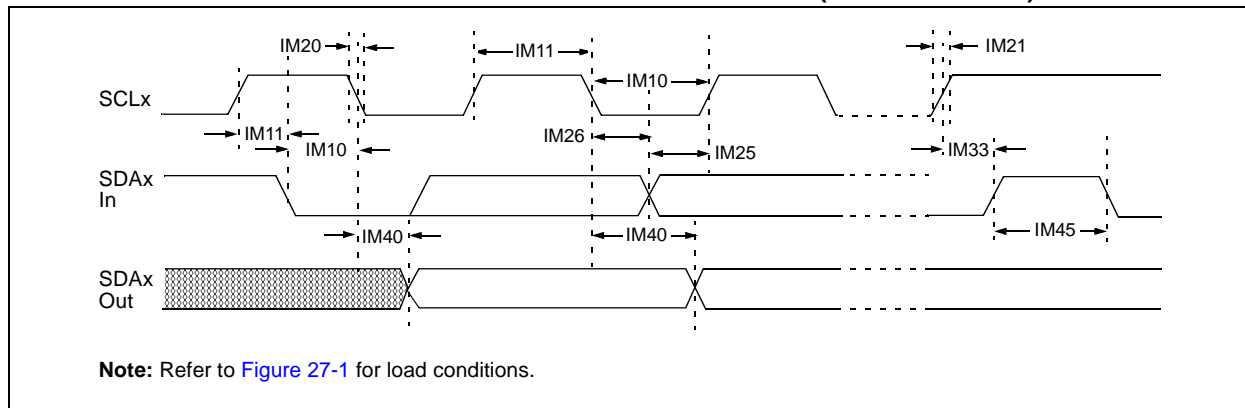 IM20
IM11
IM21
IM10
SCLx
IM26
IM11
IM10
IM25
IM33
SDAx
In
IM40
IM40
IM45
SDAx
Out
Note: Refer to Figure 27-1 for load conditions.